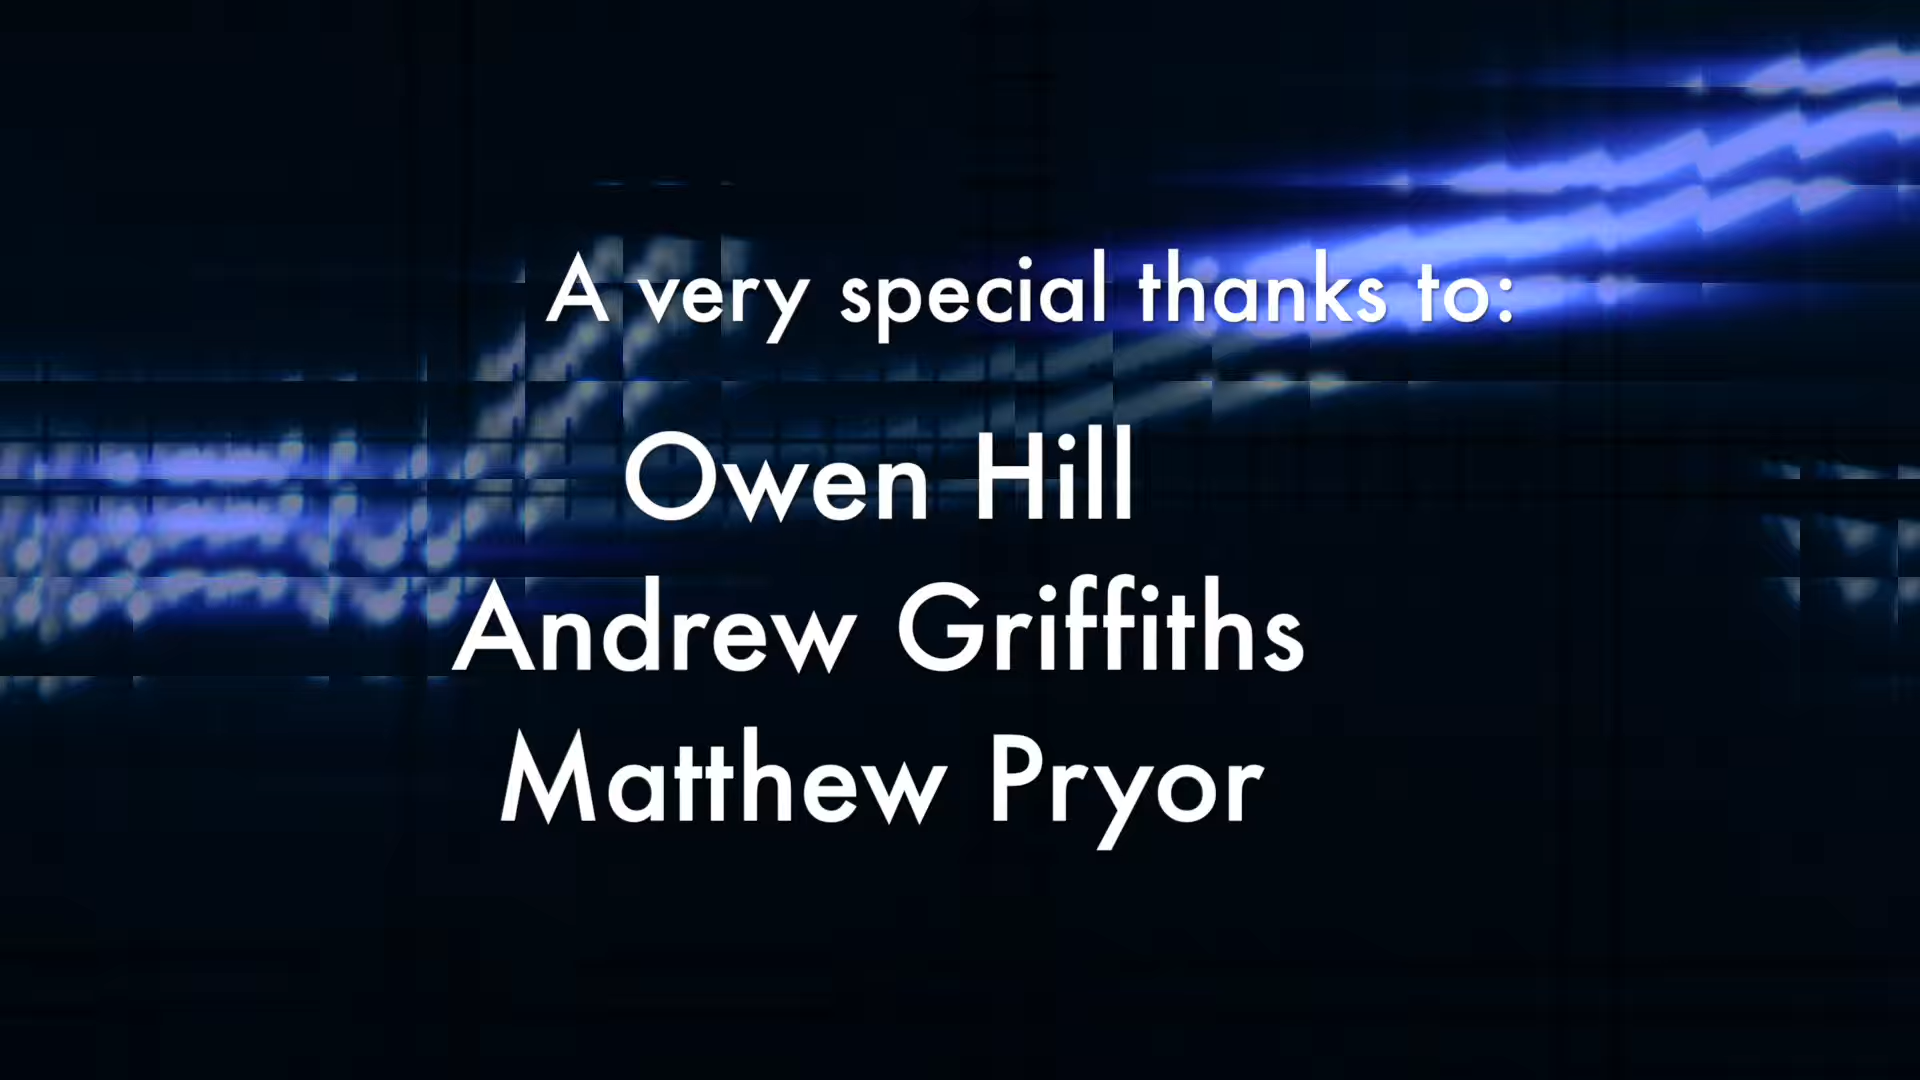 A very special thanks to:
Owen Hill
Andrew Griffiths
Matthew Pryor